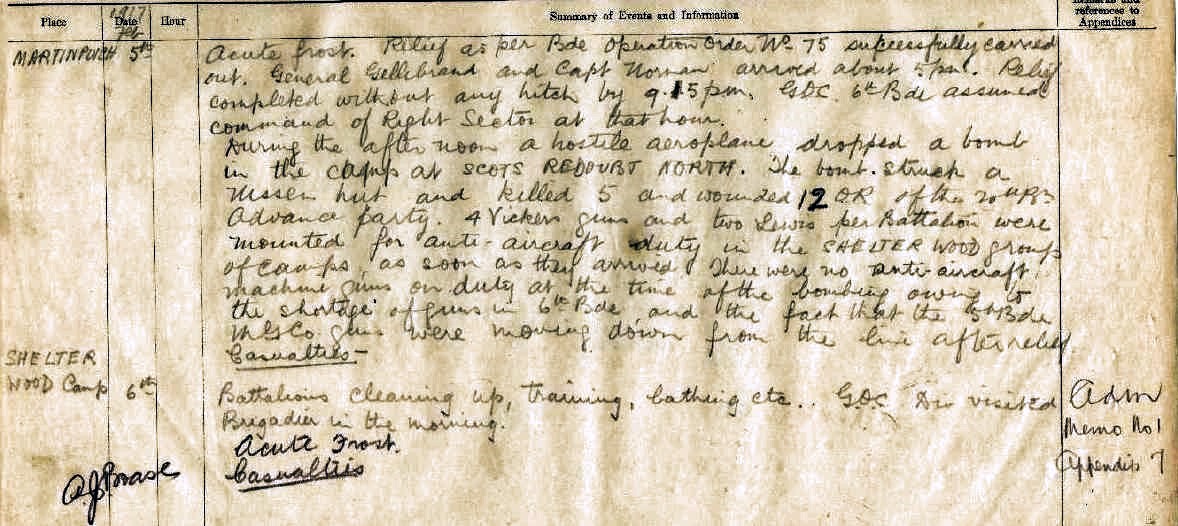 Place
1917
Date
Feb
Hour
Summary of Events and Information
Remarks and
references to
Appendices
MARTINPUICH 5th
Acute frost. Relief as per Bde Operation Order No 75 successfully carried
out. General Gellibrand and Capt Norman arrived about 5 pm. Relief
completed without any hitch by 9.15 pm. GOC 6th Bde assumed
command of Right Sector at that hour.
During the afternoon a hostile aeroplane dropped a bomb
in the camp at SCOTS REDOUBT NORTH. The bomb struck a
Nissen hut and killed 5 and wounded 12 OR of the 20th Bn
Advance party. 4 Vickers guns and two Lewis per Battalion were
mounted for anti-aircraft duty in the SHELTER WOOD group
of camps, as soon as they arrived. There were no anti-aircraft
machine guns on duty at the time of the bombing owing to
the shortage of guns in 6th Bde and the fact that the 5th Bde
M.G. Co. guns were moving down from the line after relief
Casualties -
SHELTER
WOOD Camp 6th
Battalions cleaning up, training, bathing etc.. G.O.C. Div visited
Brigadier in the morning.
Acute Frost.
Casualties
Adm
Memo No 1
Appendix 7